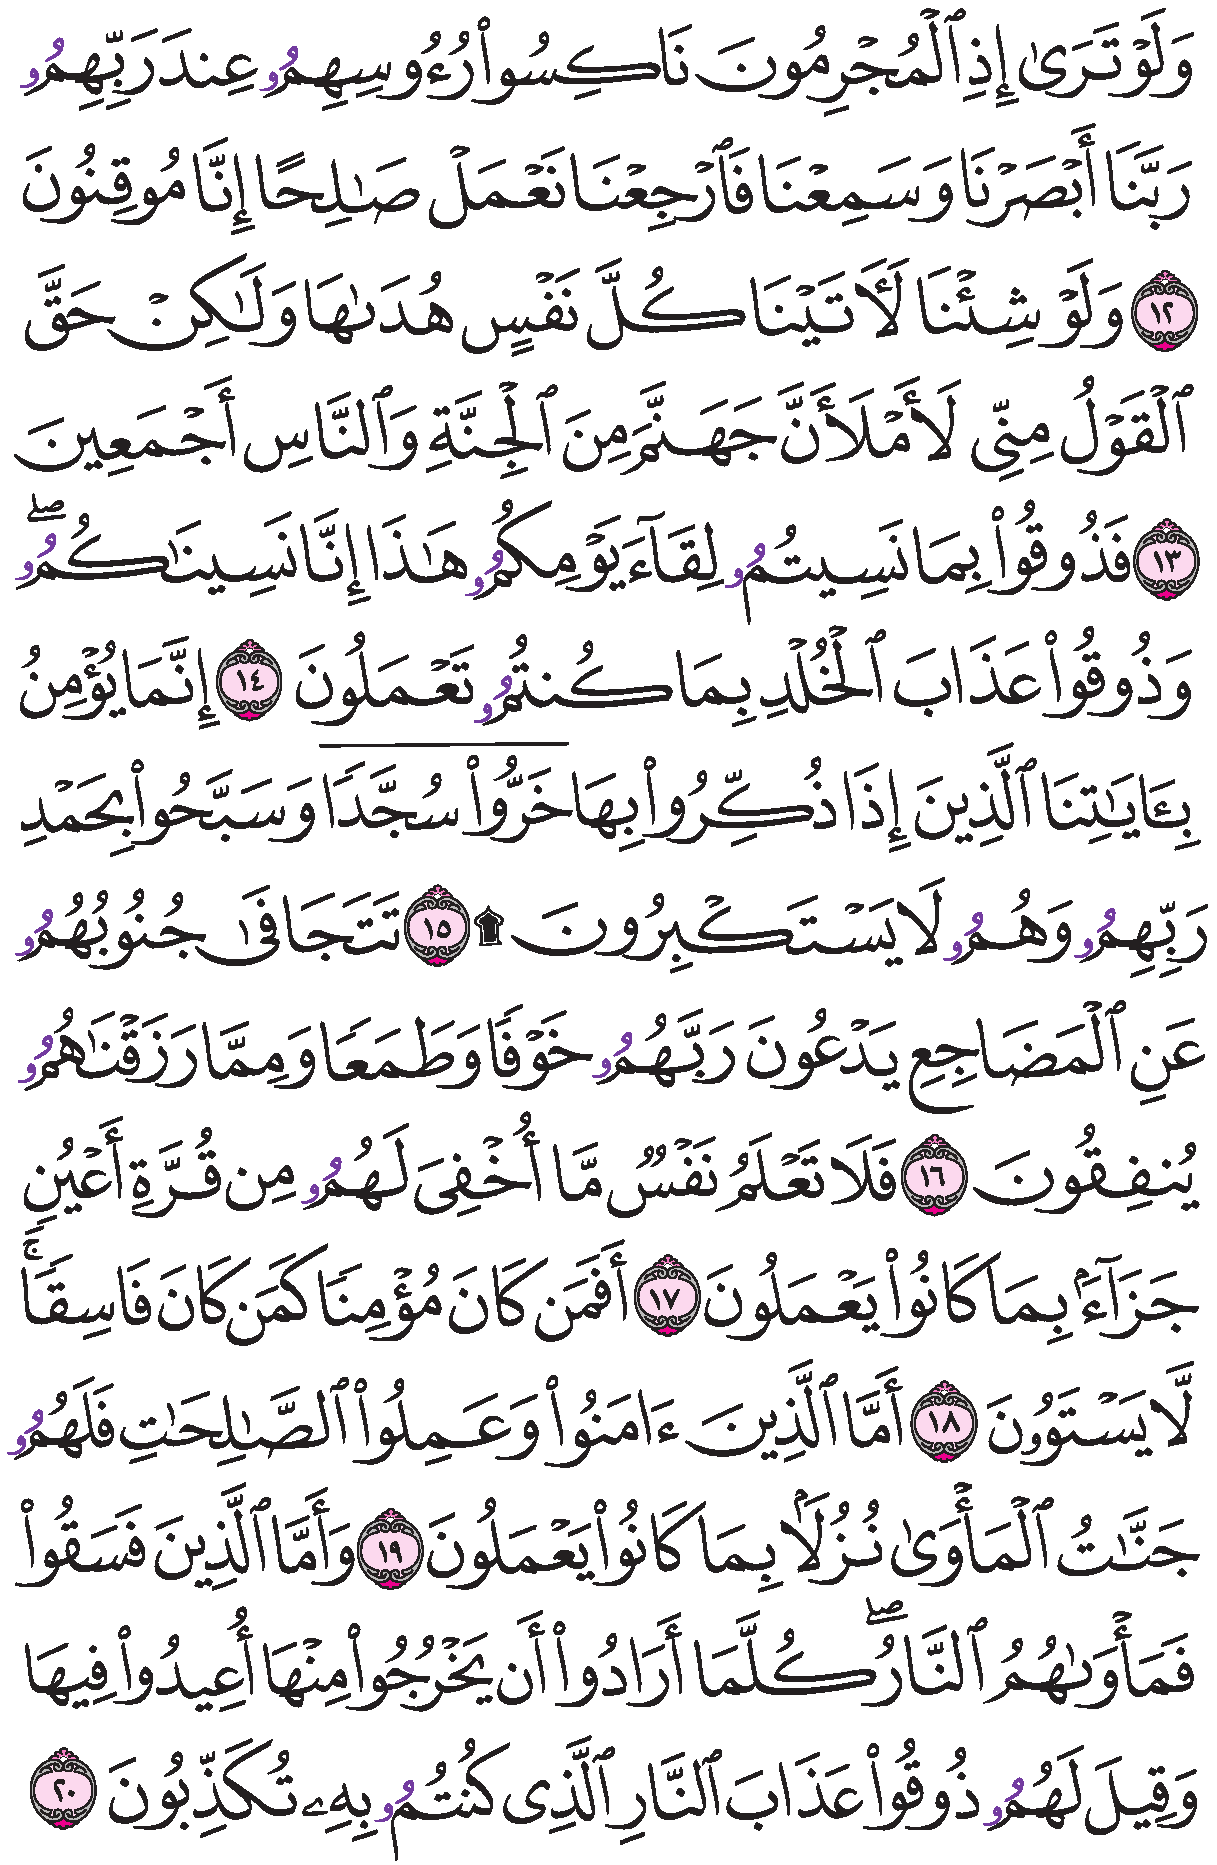 وَلَوْ تَرَىٰ إِذِ ٱلْمُجْرِمُونَ نَاكِسُوا۟ رُءُوسِهِمُۥ عِندَ رَبِّهِمُۥ
رَبَّنَا أَبْصَرْنَا وَسَمِعْنَا فَٱرْجِعْنَا نَعْمَلْ صَـٰلِحًا إِنَّا مُوقِنُونَ
١٢ وَلَوْ شِئْنَا لَأَتَيْنَا كُلَّ نَفْسٍ هُدَىٰهَا وَلَـٰكِنْ حَقَّ
ٱلْقَوْلُ مِنِّى لَأَمْلَأَنَّ جَهَنَّمَ مِنَ ٱلْجِنَّةِ وَٱلنَّاسِ أَجْمَعِينَ
١٣ فَذُوقُوا۟ بِمَا نَسِيتُمُۥ لِقَآءَ يَوْمِكُمُۥ هَـٰذَا إِنَّا نَسِينَـٰكُمُۥ ۖ
وَذُوقُوا۟ عَذَابَ ٱلْخُلْدِ بِمَا كُنتُمُۥ تَعْمَلُونَ ١٤ إِنَّمَا يُؤْمِنُ
بِـَٔايَـٰتِنَا ٱلَّذِينَ إِذَا ذُكِّرُوا۟ بِهَا خَرُّوا۟ سُجَّدًا وَسَبَّحُوا۟ بِحَمْدِ
رَبِّهِمُۥ وَهُمُۥ لَا يَسْتَكْبِرُونَ ۩ ١٥ تَتَجَافَىٰ جُنُوبُهُمُۥ
عَنِ ٱلْمَضَاجِعِ يَدْعُونَ رَبَّهُمُۥ خَوْفًا وَطَمَعًا وَمِمَّا رَزَقْنَـٰهُمُۥ
يُنفِقُونَ ١٦ فَلَا تَعْلَمُ نَفْسٌ مَّا أُخْفِىَ لَهُمُۥ مِن قُرَّةِ أَعْيُنٍ
جَزَآءًۢ بِمَا كَانُوا۟ يَعْمَلُونَ ١٧ أَفَمَن كَانَ مُؤْمِنًا كَمَن كَانَ فَاسِقًا ۚ
لَّا يَسْتَوُۥنَ ١٨ أَمَّا ٱلَّذِينَ ءَامَنُوا۟ وَعَمِلُوا۟ ٱلصَّـٰلِحَـٰتِ فَلَهُمُۥ
جَنَّـٰتُ ٱلْمَأْوَىٰ نُزُلًۢا بِمَا كَانُوا۟ يَعْمَلُونَ ١٩ وَأَمَّا ٱلَّذِينَ فَسَقُوا۟
فَمَأْوَىٰهُمُ ٱلنَّارُ ۖ كُلَّمَا أَرَادُوا۟ أَن يَخْرُجُوا۟ مِنْهَا أُعِيدُوا۟ فِيهَا
وَقِيلَ لَهُمُۥ ذُوقُوا۟ عَذَابَ ٱلنَّارِ ٱلَّذِى كُنتُمُۥ بِهِۦ تُكَذِّبُونَ ٢٠